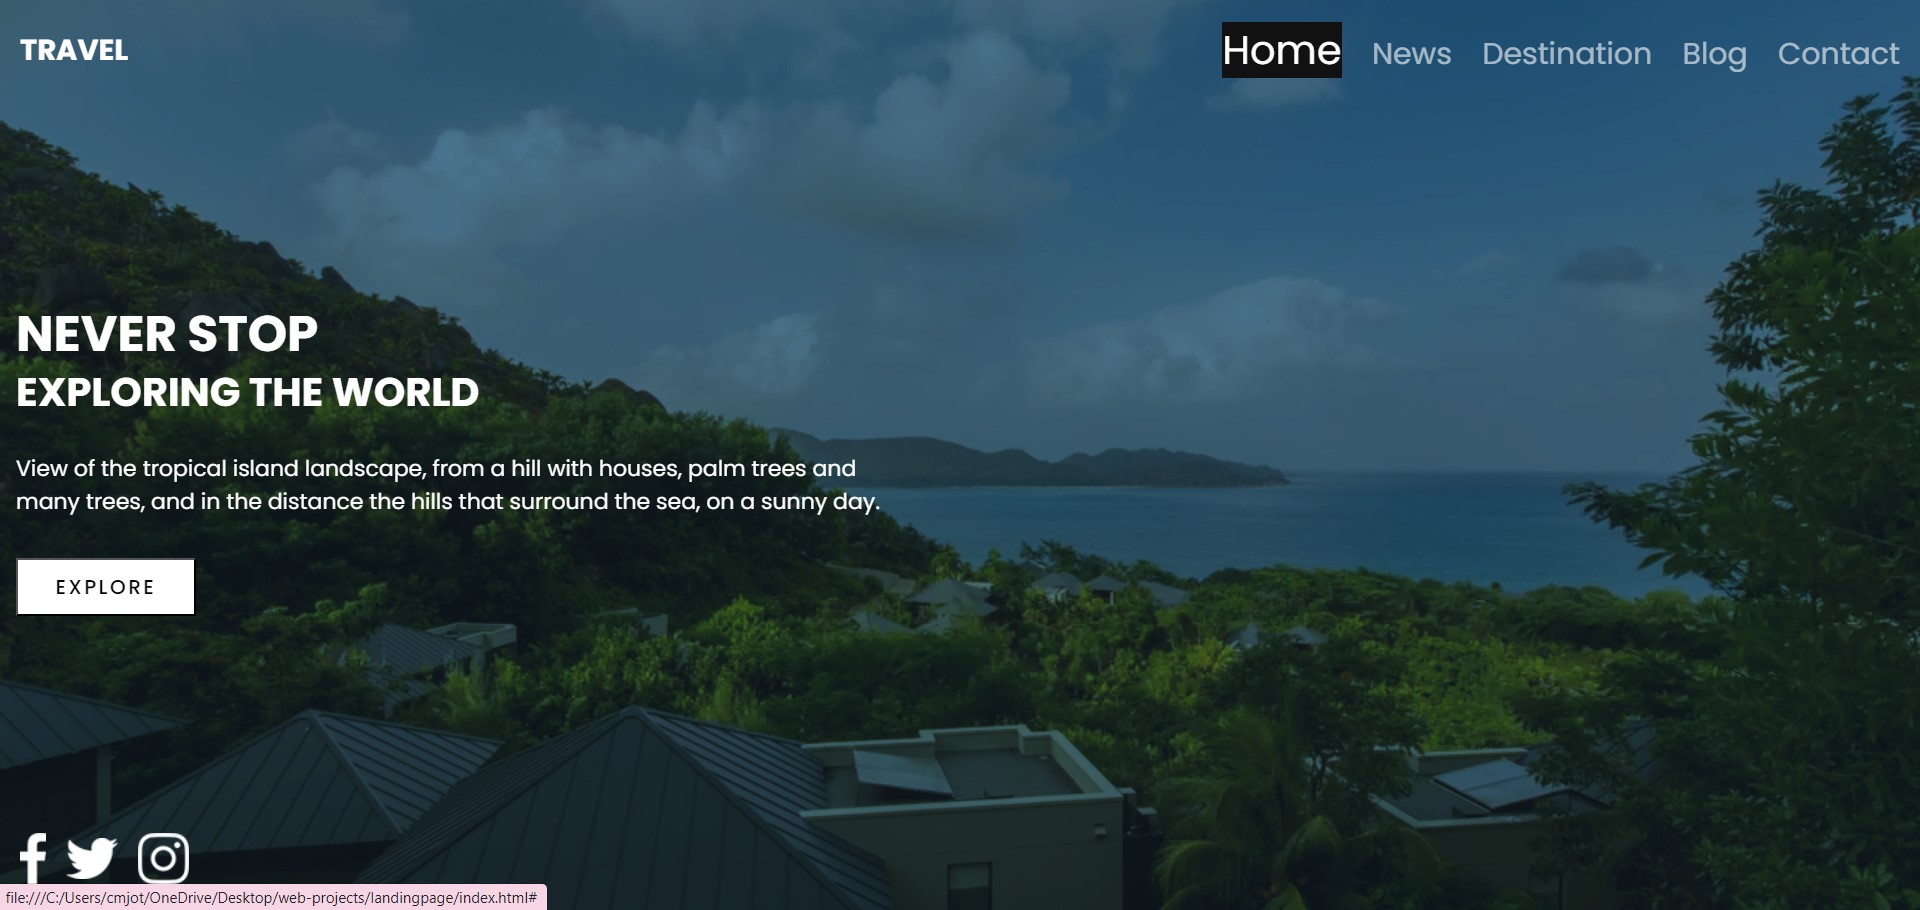 TRAVEL
Home News Destination Blog Contact
NEVER STOP
EXPLORING THE WORLD
View of the tropical island landscape, from a hill with houses, palm trees and
many trees, and in the distance the hills that surround the sea, on a sunny day.
EXPLORE
file:///C:/Users/cmjot/OneDrive/Desktop/web-projects/landingpage/index.html#